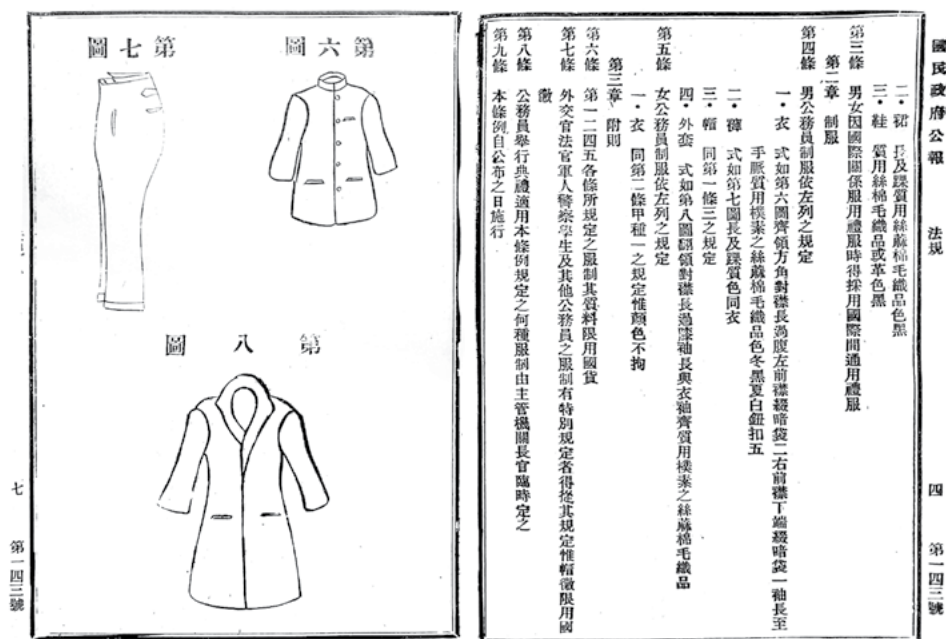 國民政府公報 法規 四 第一四三號
二・裙 長及踝質用絲蔴棉毛織品色黑
三・鞋 質用絲棉毛織品或革色黑
第三條 男女因國際關係服用禮服時得採用國際間通用禮服
第二章 制服
第四條 男公務員制服依左列之規定
一・衣 式如第六圖齊領方角對襟長過腹左前襟綴暗袋二右前襟下端綴暗袋一袖長至
手脈質用樸素之絲蔴棉毛織品色冬黑夏白鈕扣五
二・褲 式如第七圖長及踝質色同衣
三・帽 同第一條三之規定
四・外套 式如第八圖翻領對襟長過膝袖長與衣袖齊質用樸素之絲蔴棉毛織品
第五條 女公務員制服依左列之規定
一・衣 同第二條甲種一之規定惟顏色不拘
第三章 附則
第六條 第一二四五各條所規定之服制其質料限用國貨
第七條 外交官法官軍人警察學生及其他公務員之服制有特別規定者得從其規定惟帽徽限用國
徽
第八條 公務員舉行典禮適用本條例規定之何種服制由主管機關長官臨時定之
第九條 本條例自公布之日施行
第六圖
第七圖
第八圖
七 第一四三號